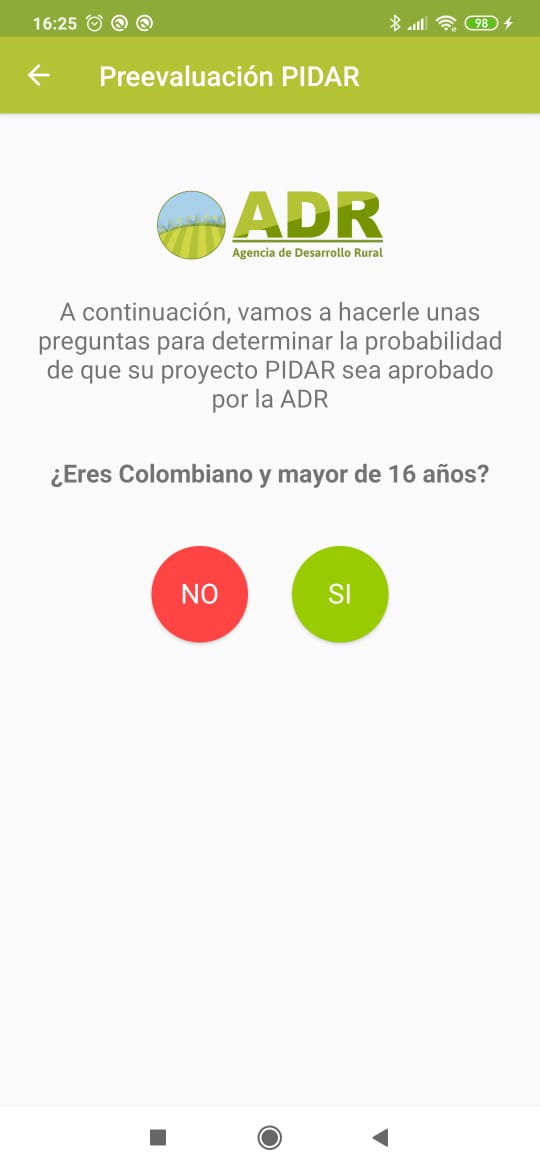 16:25
98
Preevaluación PIDAR
ADR
Agencia de Desarrollo Rural
A continuación, vamos a hacerle unas
preguntas para determinar la probabilidad
de que su proyecto PIDAR sea aprobado
por la ADR
¿Eres Colombiano y mayor de 16 años?
NO
SI